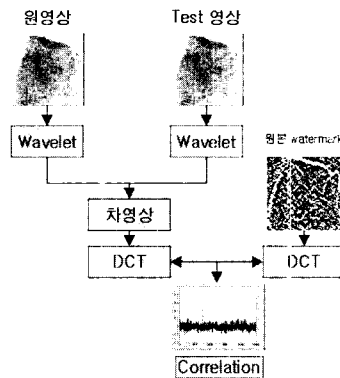 원영상 Test 영상
Wavelet Wavelet
원본 watermark
차영상
DCT DCT
Correlation